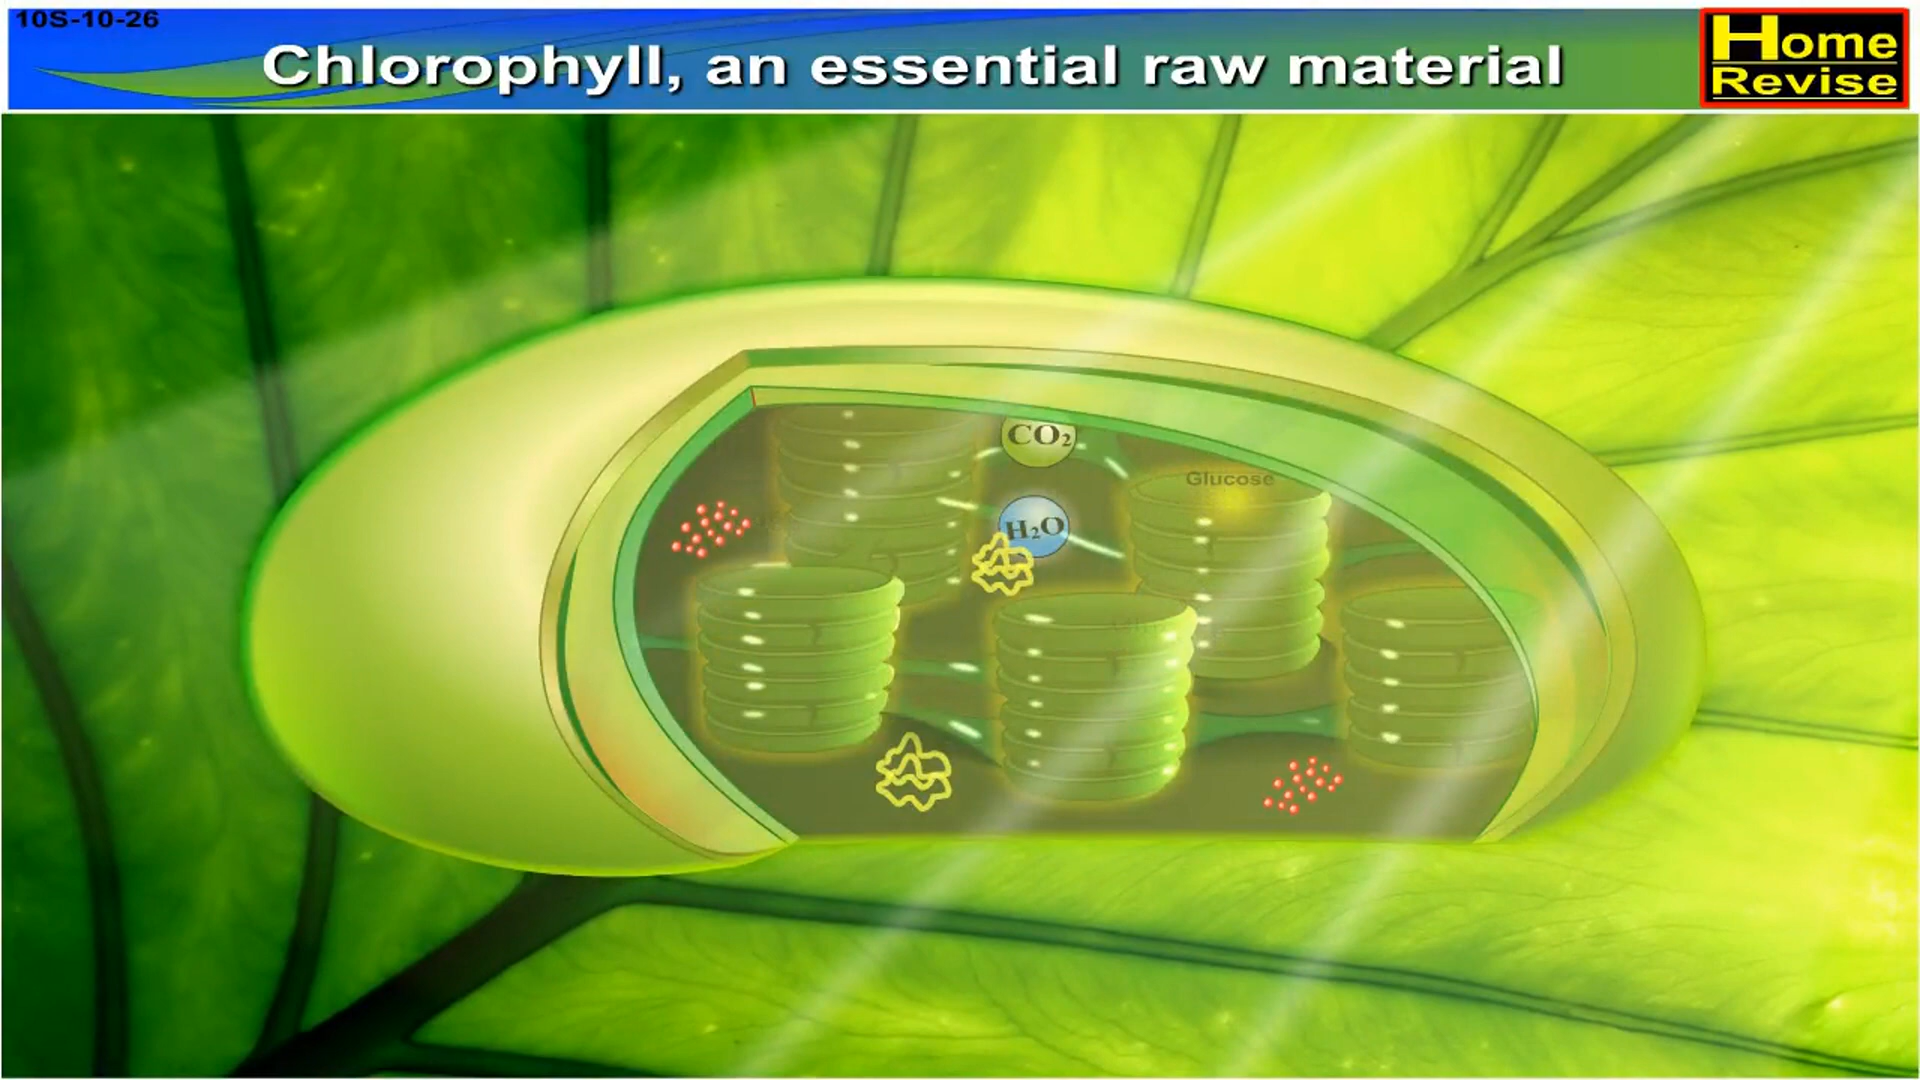 10S-10-26
Chlorophyll, an essential raw material
Home
Revise
CO₂
Glucose
H₂O